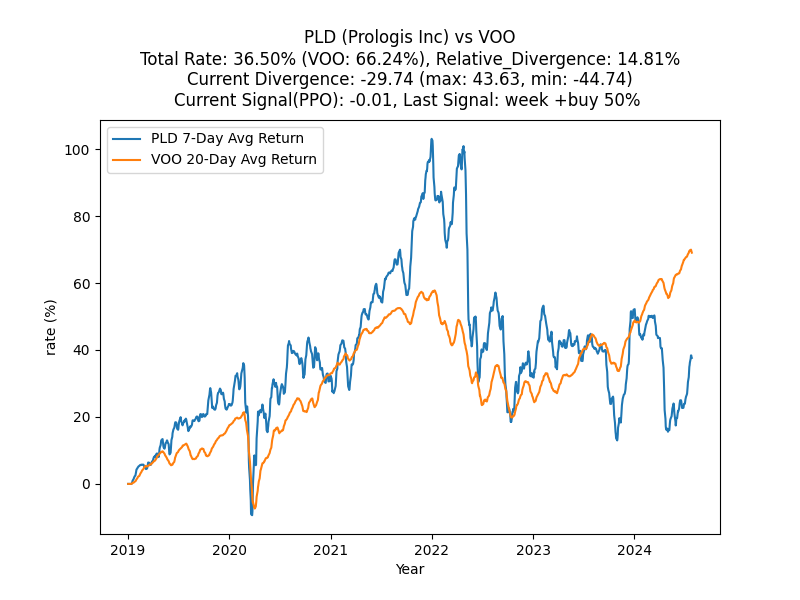 PLD (Prologis Inc) vs VOO
Total Rate: 36.50% (VOO: 66.24%), Relative_Divergence: 14.81%
Current Divergence: -29.74 (max: 43.63, min: -44.74)
Current Signal(PPO): -0.01, Last Signal: week +buy 50%
PLD 7-Day Avg Return
VOO 20-Day Avg Return
rate (%)
100
80
60
40
20
0
2019
2020
2021
2022
2023
2024
Year